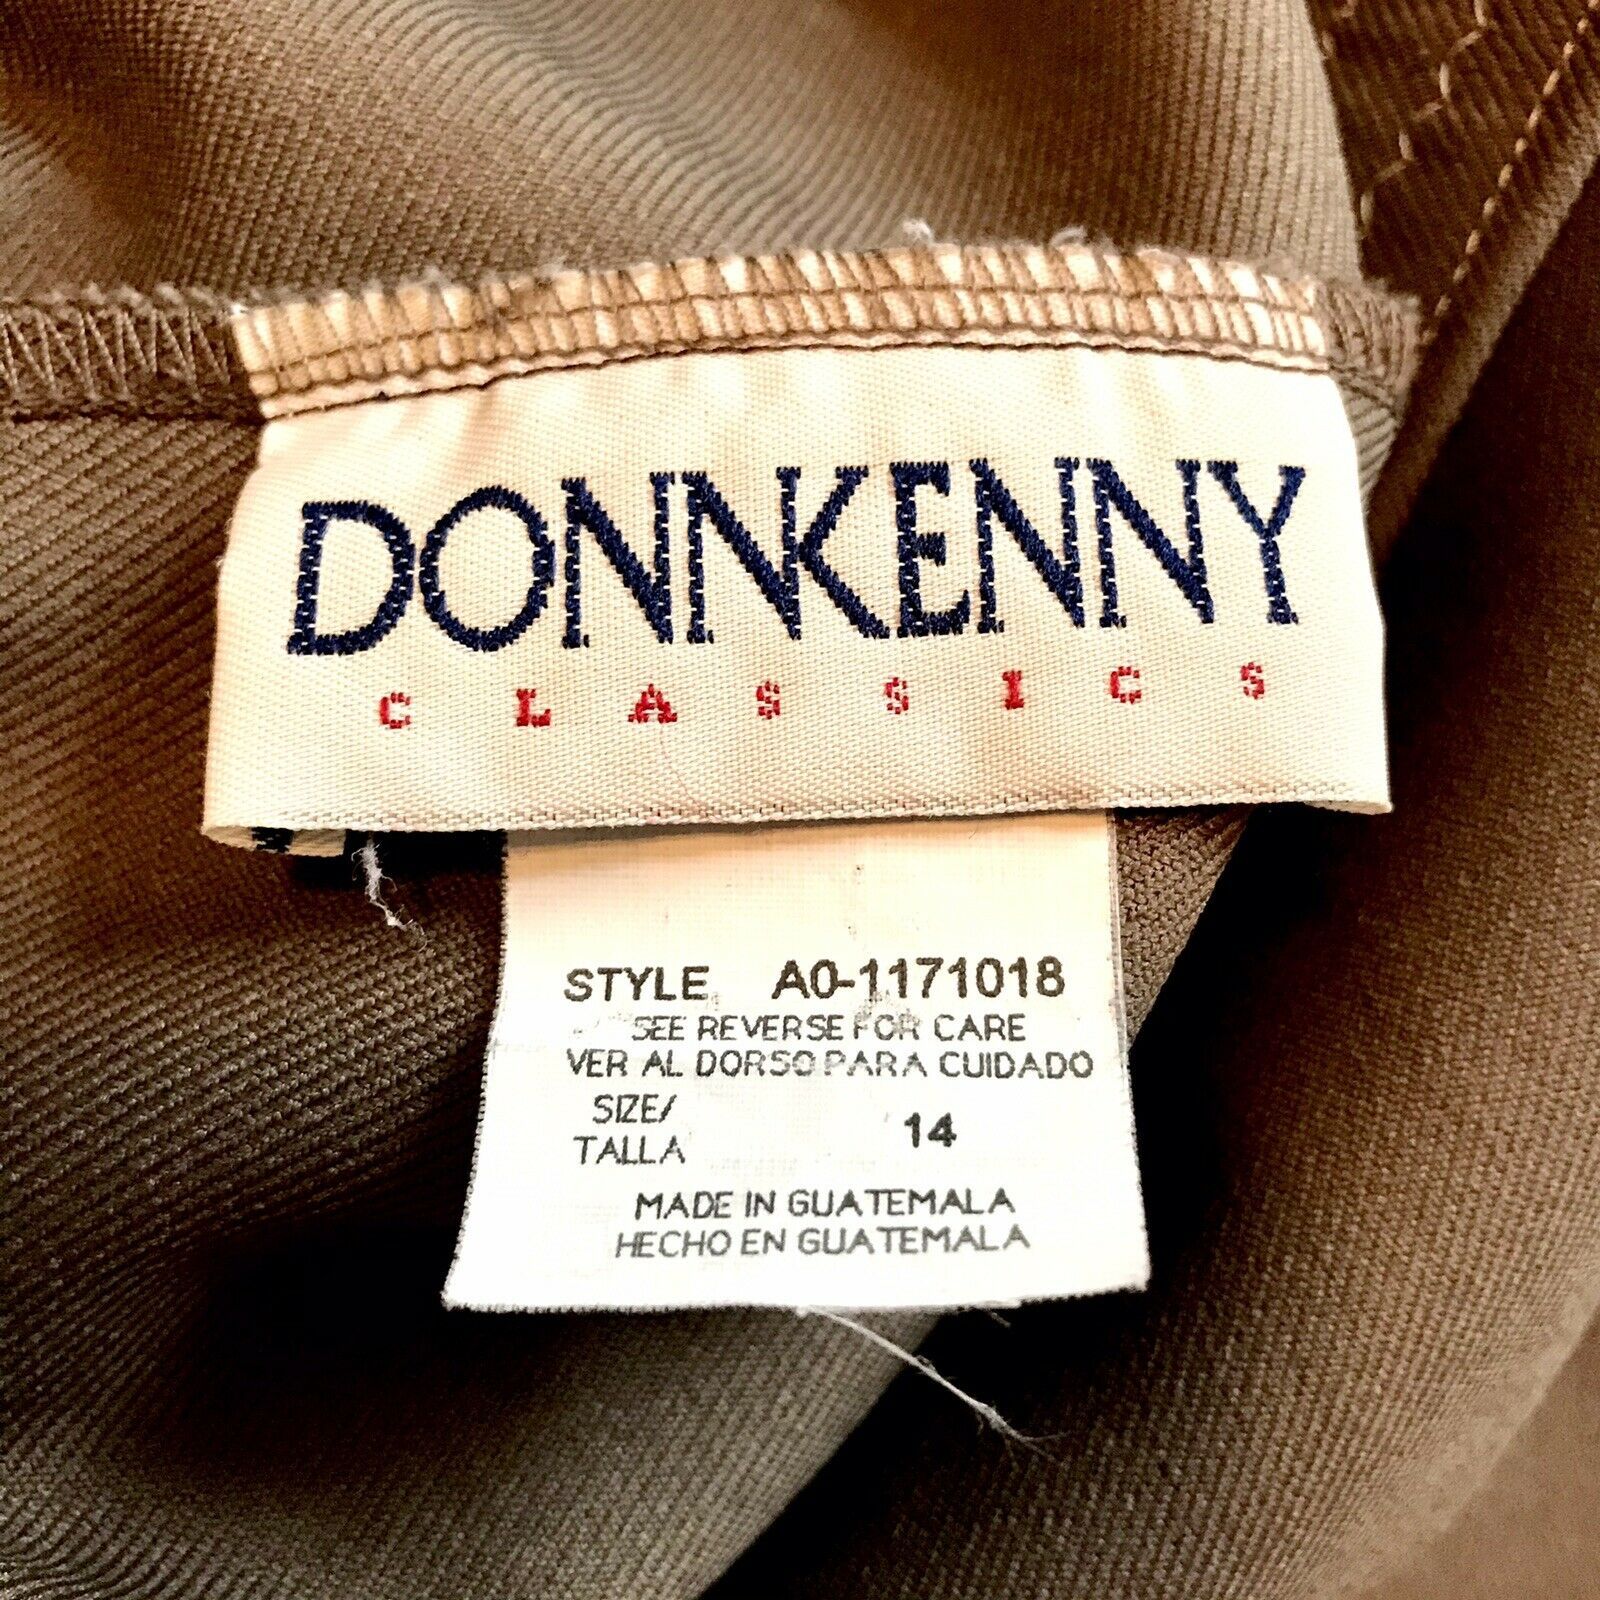 DONNKENNY
CLASSICS
STYLE A0-1171018
SEE REVERSE FOR CARE
VER AL DORSO PARA CUIDADO
SIZE/
TALLA 14
MADE IN GUATEMALA
HECHO EN GUATEMALA